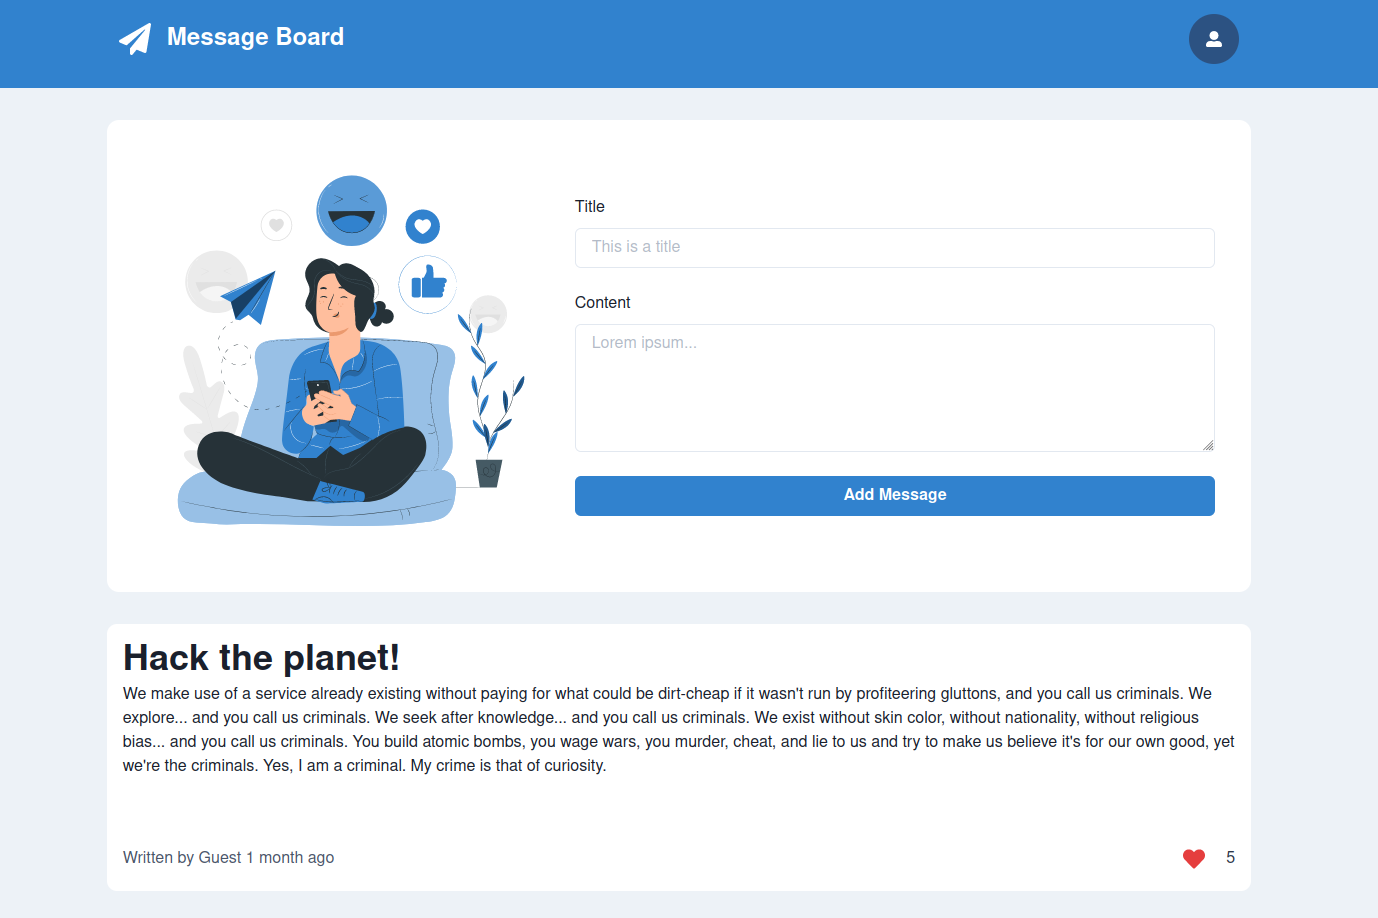 Message Board
Title
This is a title
Content
Lorem ipsum...
Add Message
Hack the planet!
We make use of a service already existing without paying for what could be dirt-cheap if it wasn't run by profiteering gluttons, and you call us criminals. We
explore... and you call us criminals. We seek after knowledge... and you call us criminals. We exist without skin color, without nationality, without religious
bias... and you call us criminals. You build atomic bombs, you wage wars, you murder, cheat, and lie to us and try to make us believe it's for our own good, yet
we're the criminals. Yes, I am a criminal. My crime is that of curiosity.
Written by Guest 1 month ago
5